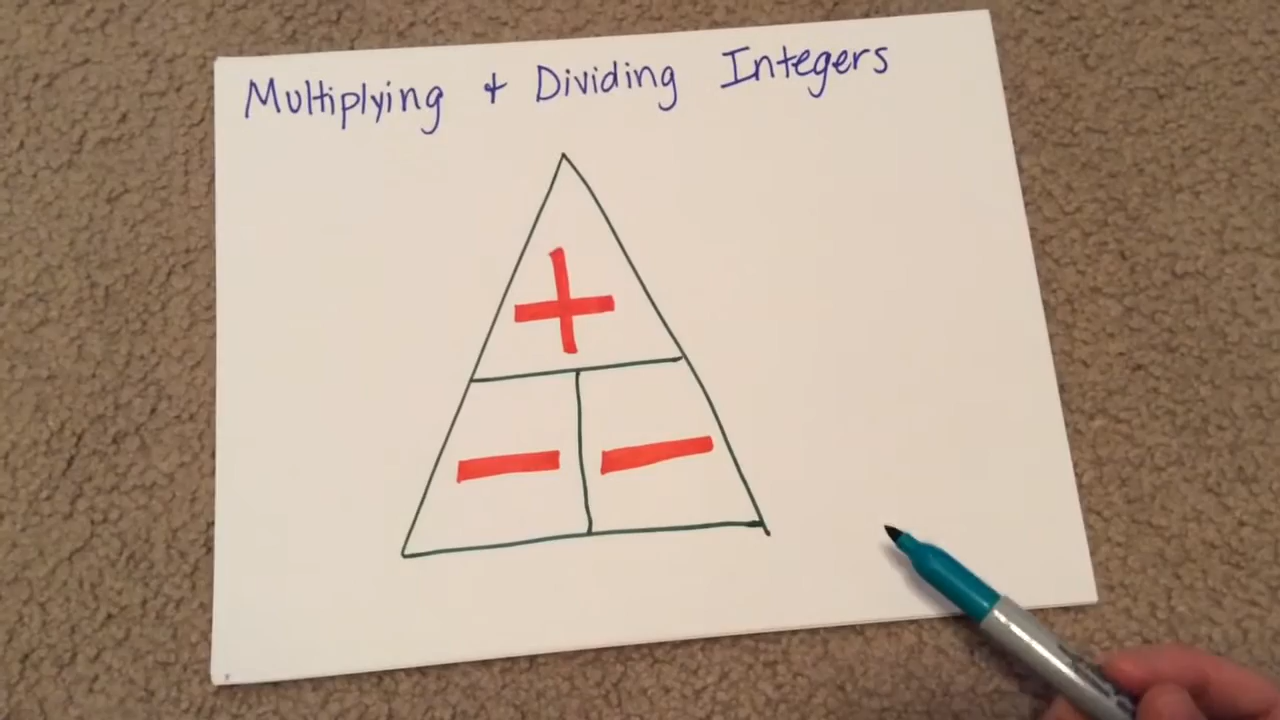 Multiplying + Dividing Integers
+
− −